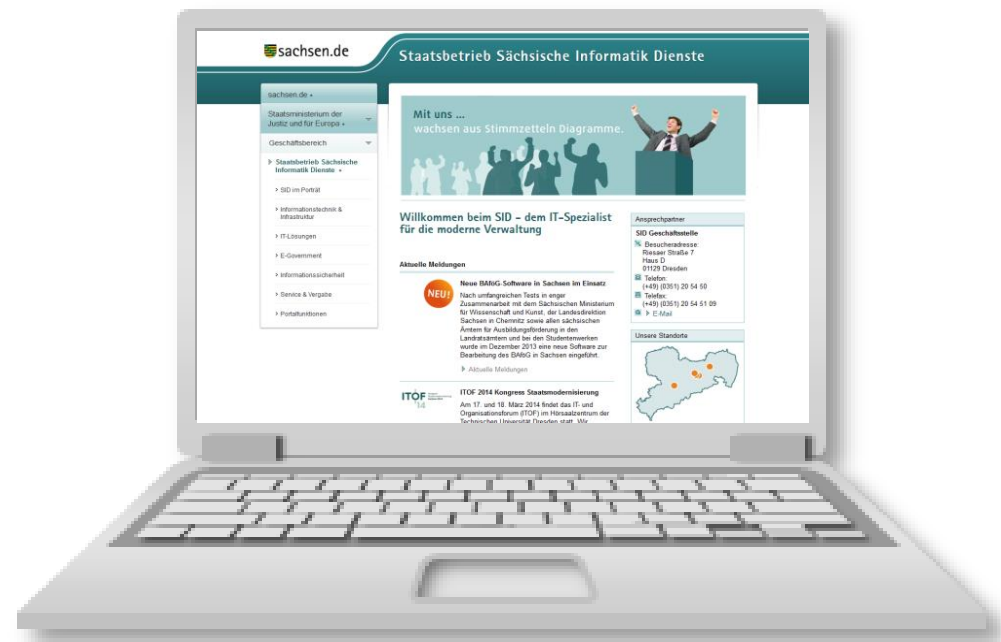 sachsen.de
Staatsbetrieb Sächsische Informatik Dienste
sachsen.de
Staatsministerium der
Justiz und für Europa
Geschäftsbereich
Staatsbetrieb Sächsische
Informatik Dienste
SID im Porträt
Informationstechnik &
Infrastruktur
IT-Lösungen
E-Government
Informationssicherheit
Service & Vergabe
Portalfunktionen
Mit uns ...
wachsen aus Stimmzetteln Diagramme.
Willkommen beim SID – dem IT-Spezialist
für die moderne Verwaltung
Aktuelle Meldungen
NEU!
Neue BAföG-Software in Sachsen im Einsatz
Nach umfangreichen Tests in enger
Zusammenarbeit mit dem Sächsischen Ministerium
für Wissenschaft und Kunst, der Landesdirektion
Sachsen in Chemnitz sowie allen sächsischen
Ämtern für Ausbildungsförderung in den
Landratsämtern und bei den Studentenwerken
wurde im Dezember 2013 eine neue Software zur
Bearbeitung des BAföG in Sachsen eingeführt.
Aktuelle Meldungen
ITOF
'14
ITOF 2014 Kongress Staatsmodernisierung
Am 17. und 18. März 2014 findet das IT- und
Organisationsforum (ITOF) im Hörsaalzentrum der
Technischen Universität Dresden statt. Wir
Ansprechpartner
SID Geschäftsstelle
Besucheradresse:
Riesaer Straße 7
Haus D
01129 Dresden
Telefon:
(+49) (0351) 20 54 50
Telefax:
(+49) (0351) 20 54 51 09
E-Mail
Unsere Standorte